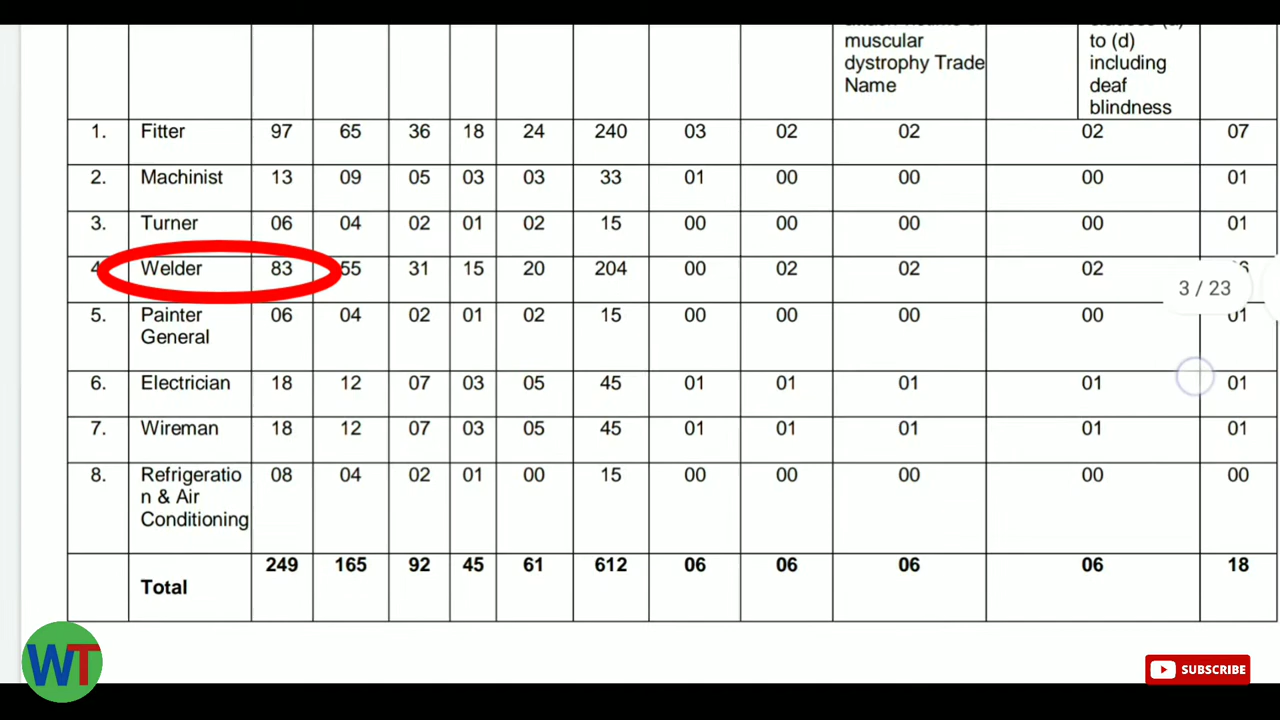 muscular
dystrophy Trade
Name
to (d)
including
deaf
blindness
1. Fitter 97 65 36 18 24 240 03 02 02 02 07
2. Machinist 13 09 05 03 03 33 01 00 00 00 01
3. Turner 06 04 02 01 02 15 00 00 00 00 01
Welder 83 55 31 15 20 204 00 02 02 02
3 / 23
5. Painter 06 04 02 01 02 15 00 00 00 00 01
General
6. Electrician 18 12 07 03 05 45 01 01 01 01 01
7. Wireman 18 12 07 03 05 45 01 01 01 01 01
8. Refrigeratio 08 04 02 01 00 15 00 00 00 00 00
n & Air
Conditioning
249 165 92 45 61 612 06 06 06 06 18
Total
WT
SUBSCRIBE